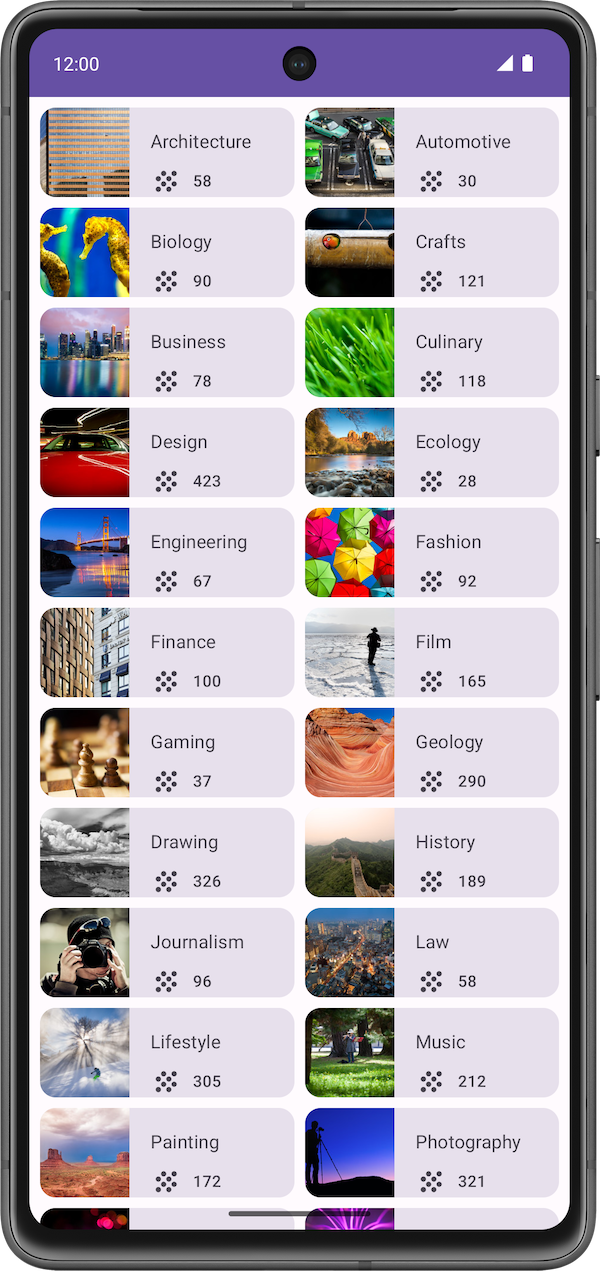 12:00
Architecture
58
Automotive
30
Biology
90
Crafts
121
Business
78
Culinary
118
Design
423
Ecology
28
Engineering
67
Fashion
92
Finance
100
Film
165
Gaming
37
Geology
290
Drawing
326
History
189
Journalism
96
Law
58
Lifestyle
305
Music
212
Painting
172
Photography
321